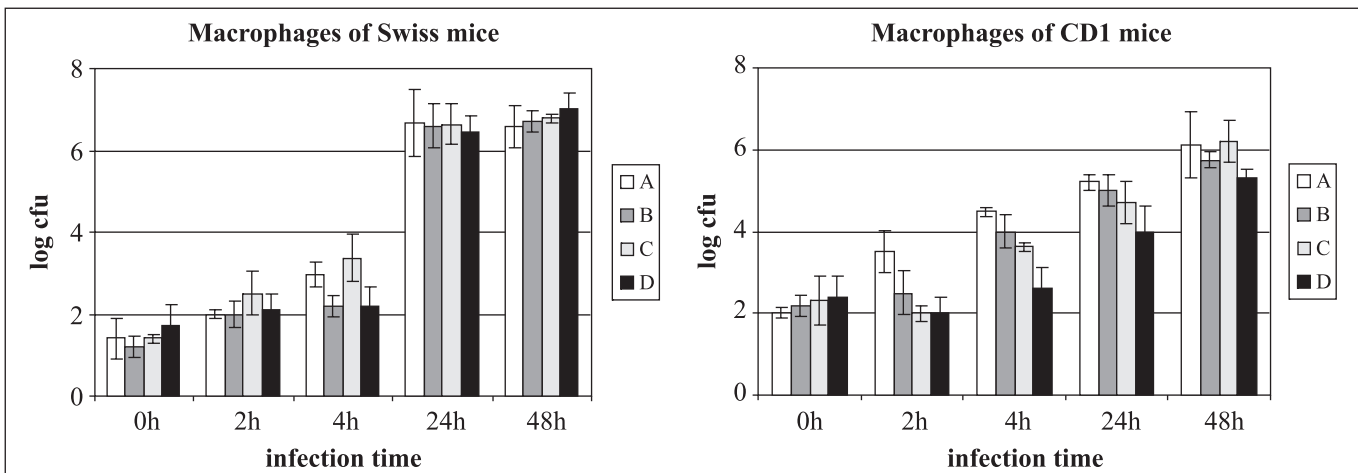 Macrophages of Swiss mice
8
6
4
2
0
log cfu
0h 2h 4h 24h 48h
infection time
A
B
C
D
Macrophages of CD1 mice
8
6
4
2
0
log cfu
0h 2h 4h 24h 48h
infection time
A
B
C
D